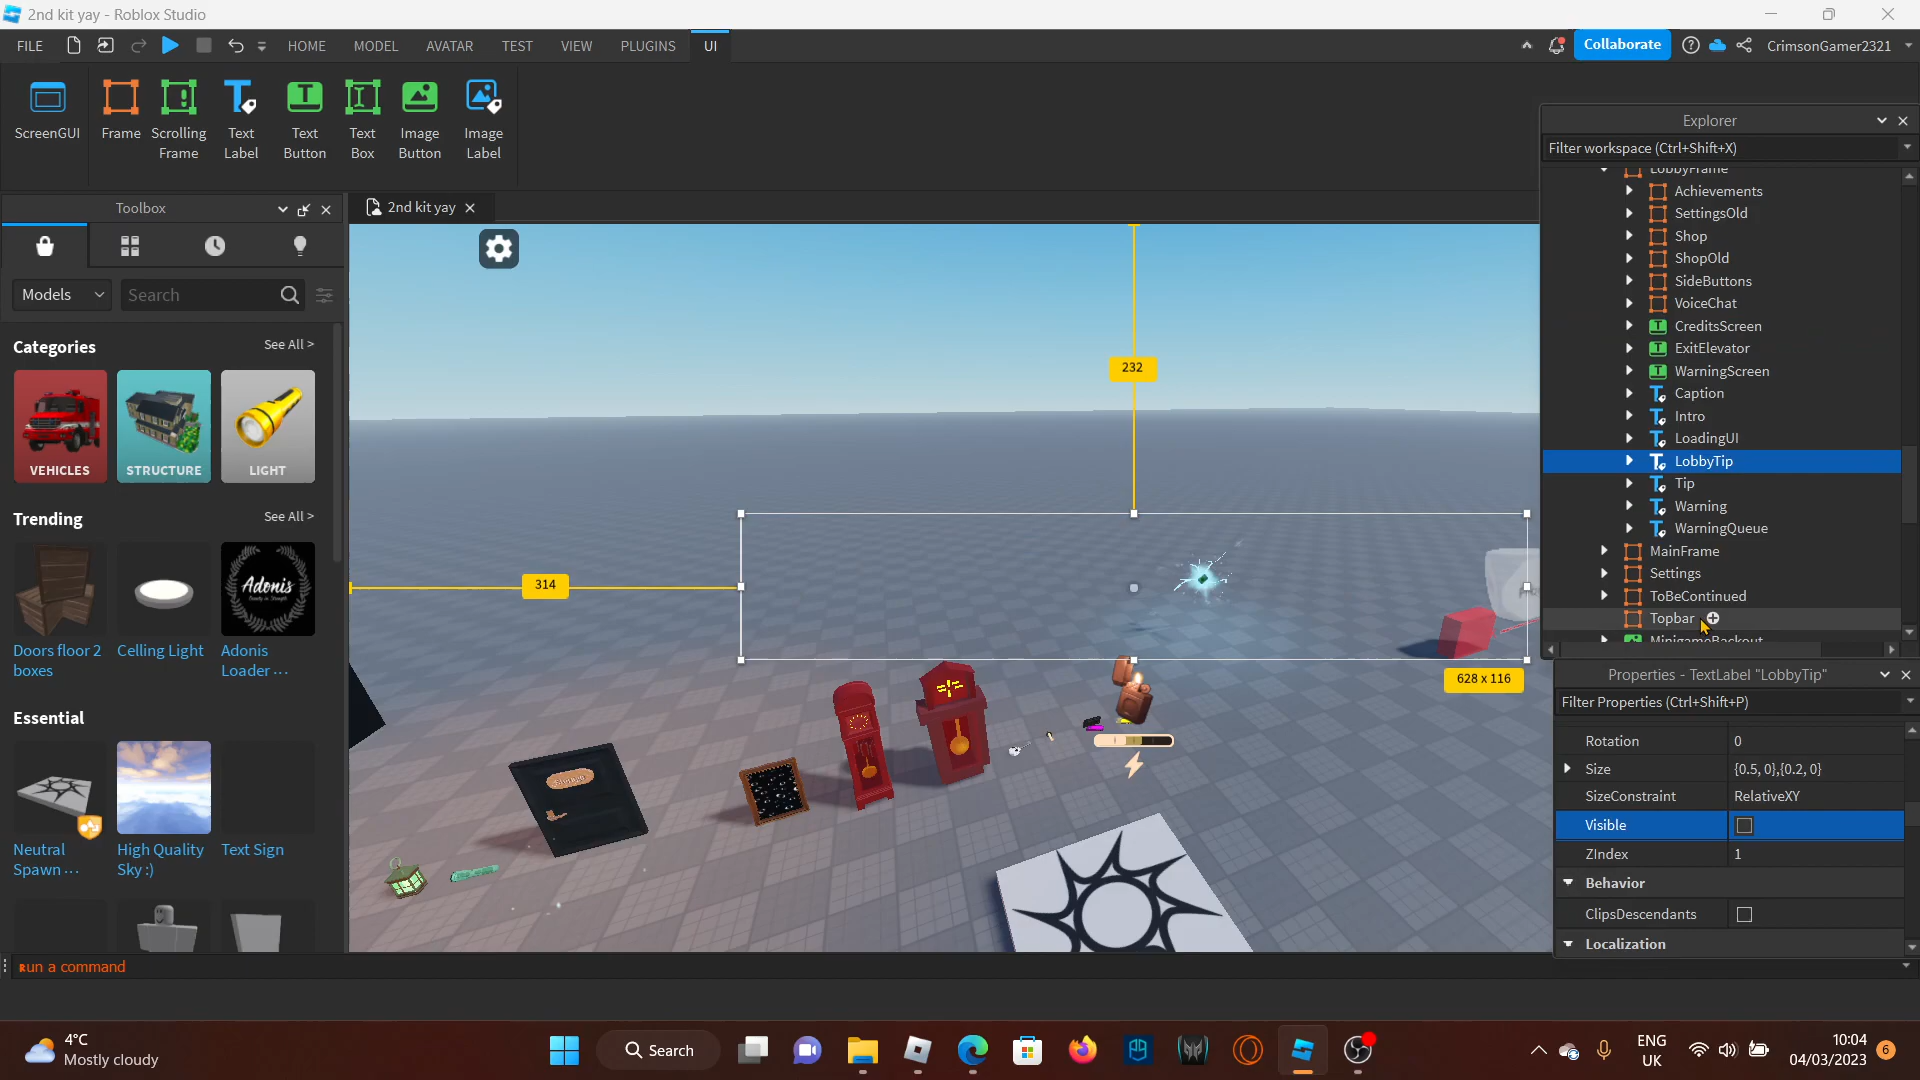 2nd kit yay - Roblox Studio
FILE HOME MODEL AVATAR TEST VIEW PLUGINS UI
Collaborate CrimsonGamer2321
ScreenGUI Frame Scrolling Frame Text Label Text Button Text Box Image Button Image Label
Toolbox
2nd kit yay
Models Search
Categories See All >
VEHICLES STRUCTURE LIGHT
Trending See All >
Adonis
Doors floor 2 boxes
Celling Light
Adonis Loader ...
Essential
Neutral Spawn ...
High Quality Sky :)
Text Sign
232
314
628 x 116
Explorer
Filter workspace (Ctrl+Shift+X)
LobbyFrame
Achievements
SettingsOld
Shop
ShopOld
SideButtons
VoiceChat
CreditsScreen
ExitElevator
WarningScreen
Caption
Intro
LoadingUI
LobbyTip
Tip
Warning
WarningQueue
MainFrame
Settings
ToBeContinued
Topbar
MinigameBackout
Properties - TextLabel "LobbyTip"
Filter Properties (Ctrl+Shift+P)
Rotation 0
Size {0.5, 0},{0.2, 0}
SizeConstraint RelativeXY
Visible
ZIndex 1
Behavior
ClipsDescendants
Localization
Run a command
4°C
Mostly cloudy
Search
ENG
UK
10:04
04/03/2023
6